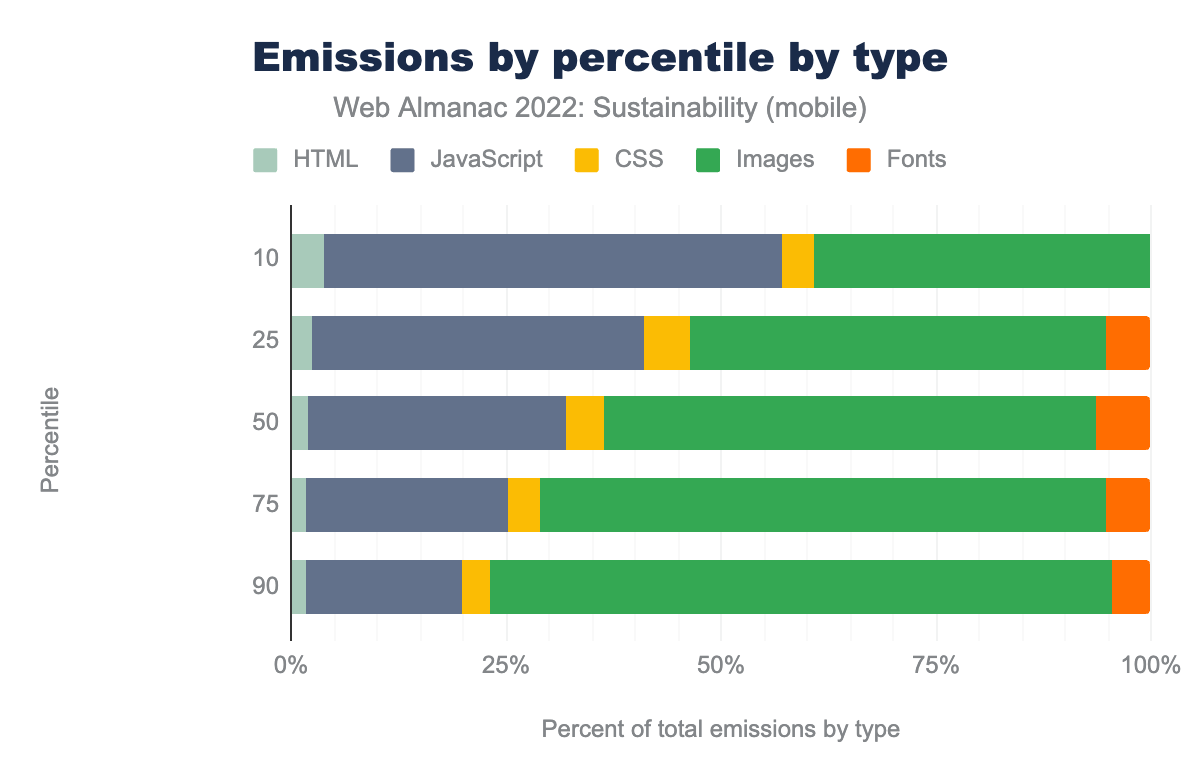 Emissions by percentile by type
Web Almanac 2022: Sustainability (mobile)
HTML JavaScript CSS Images Fonts
Percentile
10
25
50
75
90
0% 25% 50% 75% 100%
Percent of total emissions by type